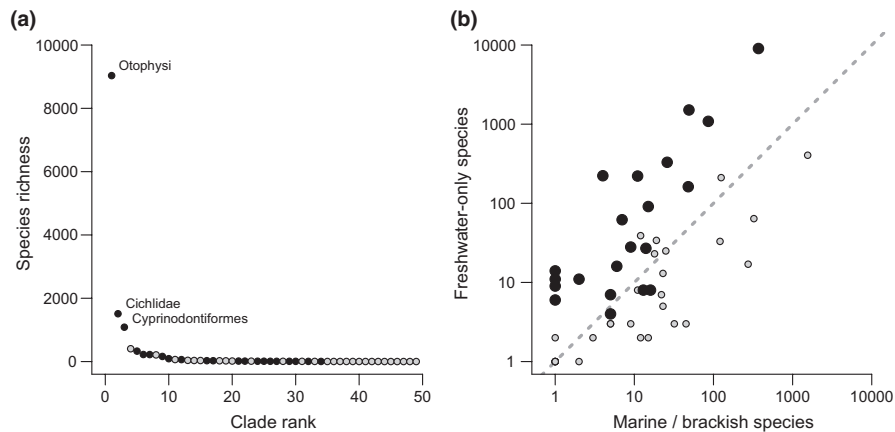 (a)
10000
8000
6000
4000
2000
0
Species richness
Otophysi
Cichlidae
Cyprinodontiformes
0 10 20 30 40 50
Clade rank
(b)
10000
1000
100
10
1
Freshwater-only species
1 10 100 1000 10000
Marine / brackish species